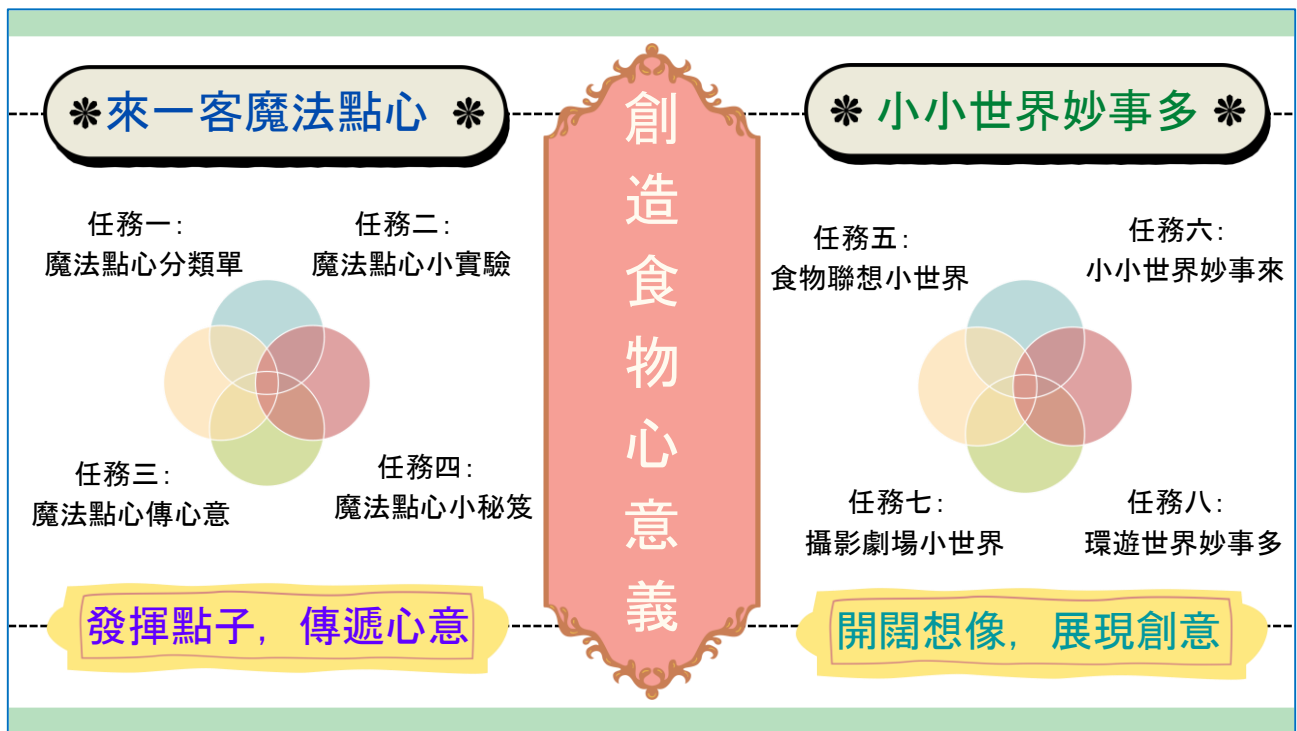 ❋來一客魔法點心 ❋
任務一：
魔法點心分類單
任務二：
魔法點心小實驗
任務三：
魔法點心傳心意
任務四：
魔法點心小秘笈
發揮點子，傳遞心意
創造食物心意義
❋ 小小世界妙事多 ❋
任務五：
食物聯想小世界
任務六：
小小世界妙事來
任務七：
攝影劇場小世界
任務八：
環遊世界妙事多
開闊想像，展現創意